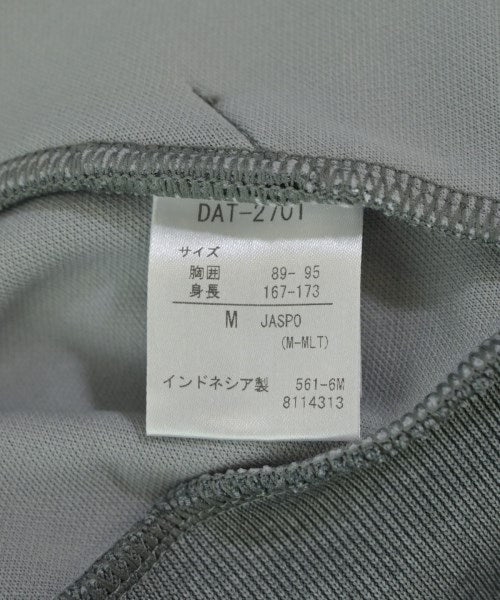 DAT-2701
サイズ
胸囲 89- 95
身長 167-173
M JASPO
(M-MLT)
インドネシア製 561-6M
8114313